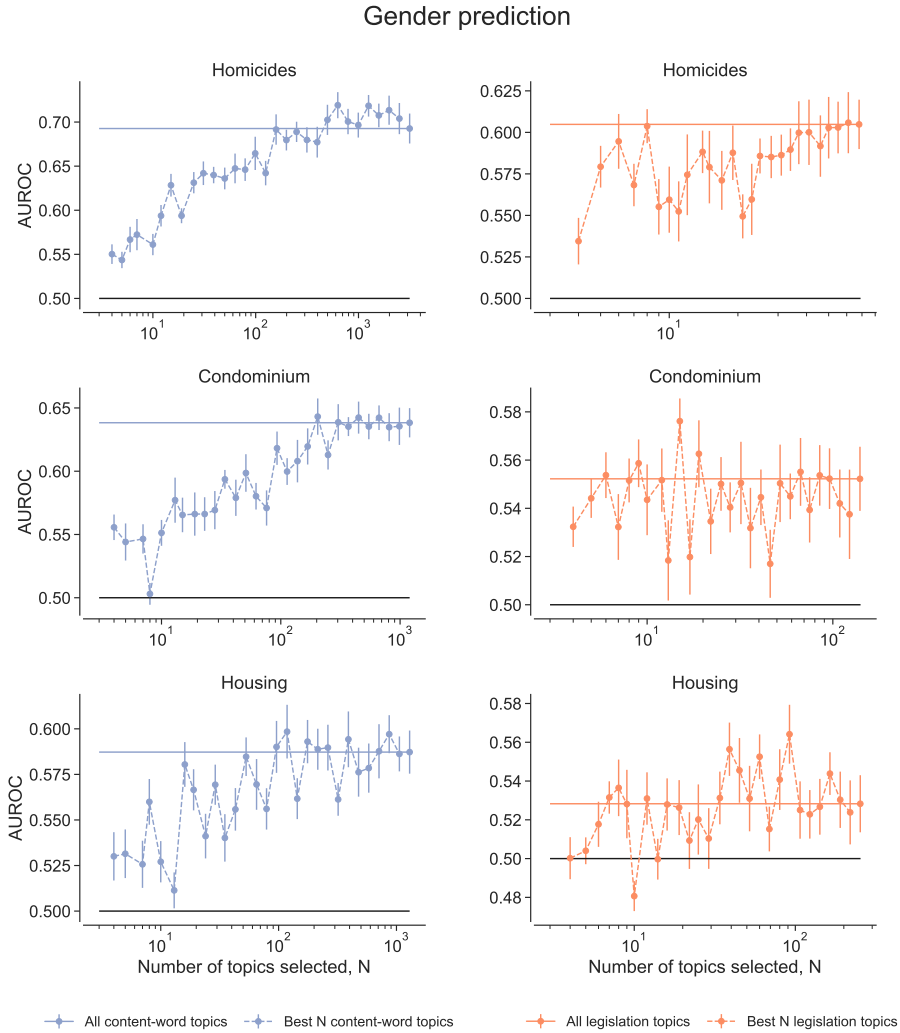 Gender prediction
Homicides
Homicides
AUROC
0.70
0.65
0.60
0.55
0.50
10^1
10^2
10^3
0.625
0.600
0.575
0.550
0.525
0.500
10^1
Condominium
Condominium
AUROC
0.65
0.60
0.55
0.50
10^1
10^2
10^3
0.58
0.56
0.54
0.52
0.50
10^1
10^2
Housing
Housing
AUROC
0.600
0.575
0.550
0.525
0.500
10^1
10^2
10^3
Number of topics selected, N
0.58
0.56
0.54
0.52
0.50
0.48
10^1
10^2
Number of topics selected, N
All content-word topics
Best N content-word topics
All legislation topics
Best N legislation topics